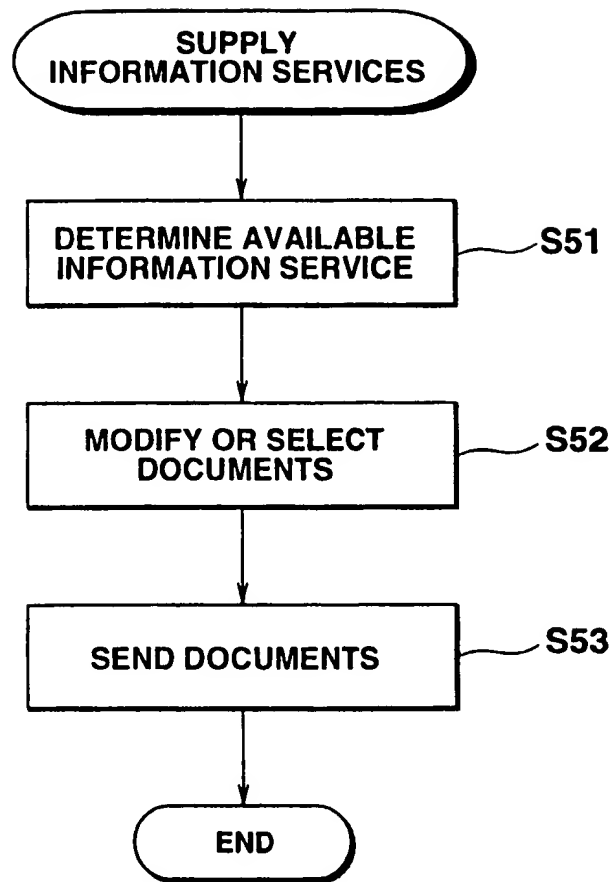 SUPPLY
INFORMATION SERVICES
DETERMINE AVAILABLE
INFORMATION SERVICE
S51
MODIFY OR SELECT
DOCUMENTS
S52
SEND DOCUMENTS
S53
END